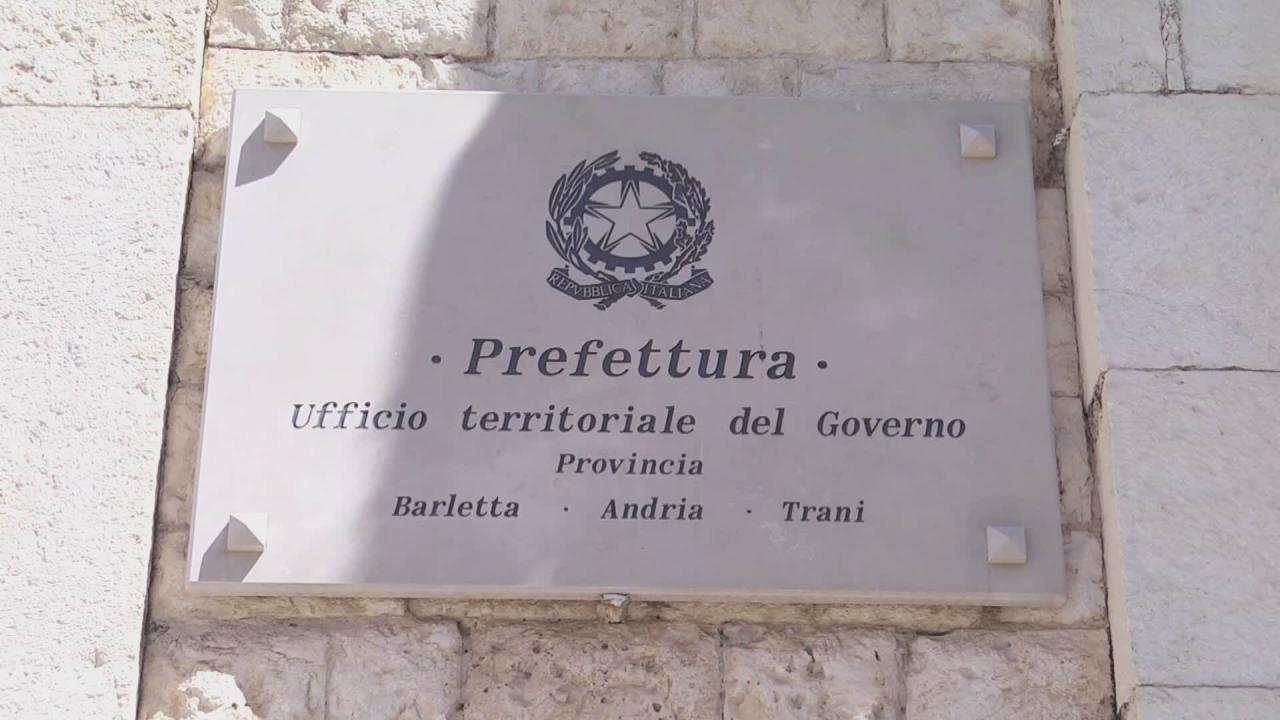 REPVBBLICA ITALIANA
· Prefettura ·
Ufficio territoriale del Governo
Provincia
Barletta · Andria · Trani